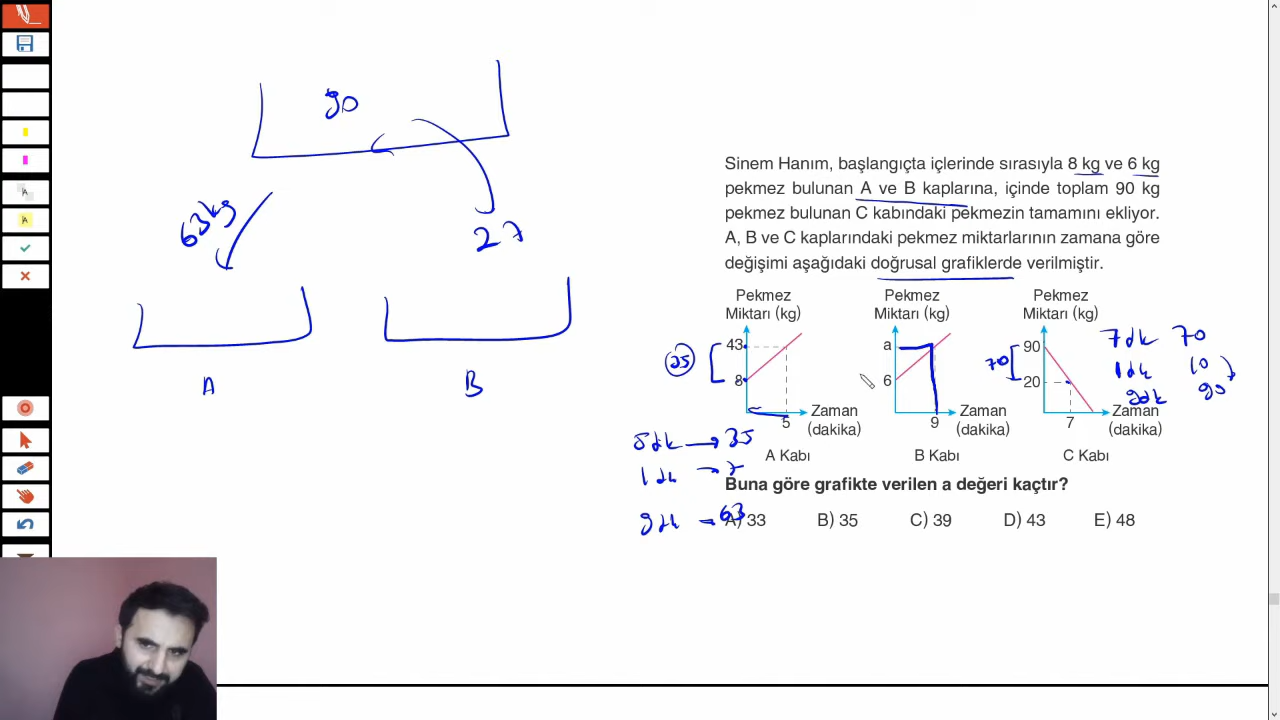 90
63kg
27
A
B
Sinem Hanım, başlangıçta içlerinde sırasıyla 8 kg ve 6 kg
pekmez bulunan A ve B kaplarına, içinde toplam 90 kg
pekmez bulunan C kabındaki pekmezin tamamını ekliyor.
A, B ve C kaplarındaki pekmez miktarlarının zamana göre
değişimi aşağıdaki doğrusal grafiklerde verilmiştir.
Pekmez
Miktarı (kg)
43
8
5
Zaman
(dakika)
A Kabı
Pekmez
Miktarı (kg)
a
6
9
Zaman
(dakika)
B Kabı
Pekmez
Miktarı (kg)
90
20
7
Zaman
(dakika)
C Kabı
70
7dk 70
1dk 10
9dk 90
5dk → 35
1dk → 7
9dk → 63
Buna göre grafikte verilen a değeri kaçtır?
A) 33 B) 35 C) 39 D) 43 E) 48